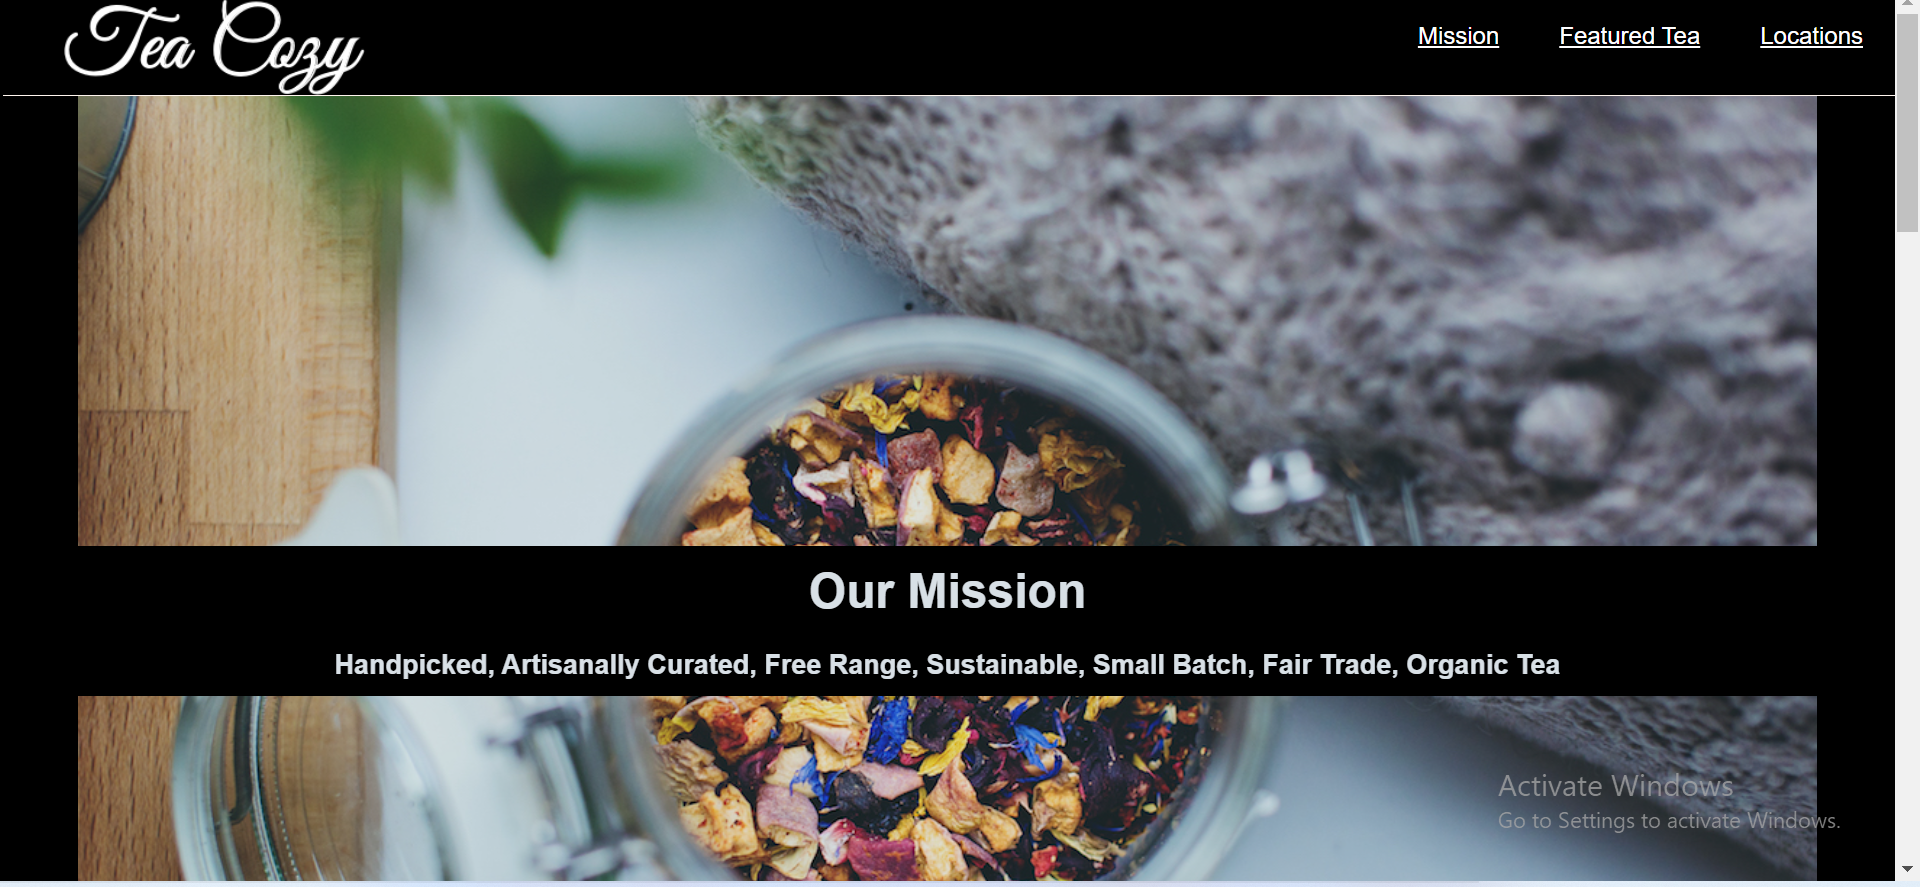 Tea Cozy
Mission Featured Tea Locations
Our Mission
Handpicked, Artisanally Curated, Free Range, Sustainable, Small Batch, Fair Trade, Organic Tea
Activate Windows
Go to Settings to activate Windows.